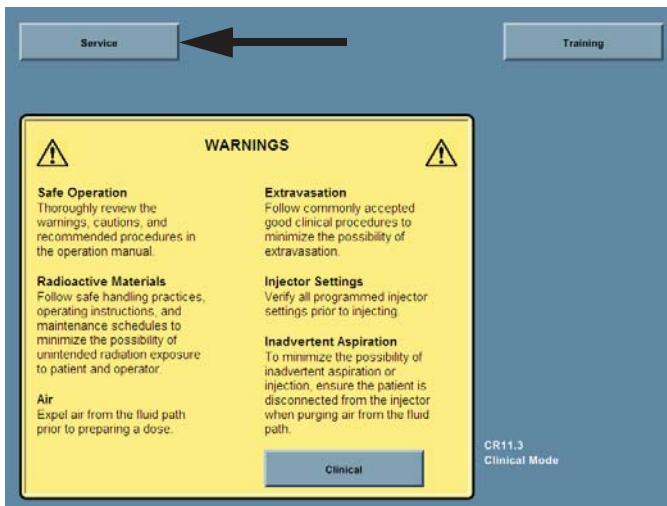 Service
Training
WARNINGS
Safe Operation
Thoroughly review the
warnings, cautions, and
recommended procedures in
the operation manual.
Radioactive Materials
Follow safe handling practices,
operating instructions, and
maintenance schedules to
minimize the possibility of
unintended radiation exposure
to patient and operator.
Air
Expel air from the fluid path
prior to preparing a dose.
Extravasation
Follow commonly accepted
good clinical procedures to
minimize the possibility of
extravasation.
Injector Settings
Verify all programmed injector
settings prior to injecting.
Inadvertent Aspiration
To minimize the possibility of
inadvertent aspiration or
injection, ensure the patient is
disconnected from the injector
when purging air from the fluid
path.
Clinical
CR11.3
Clinical Mode